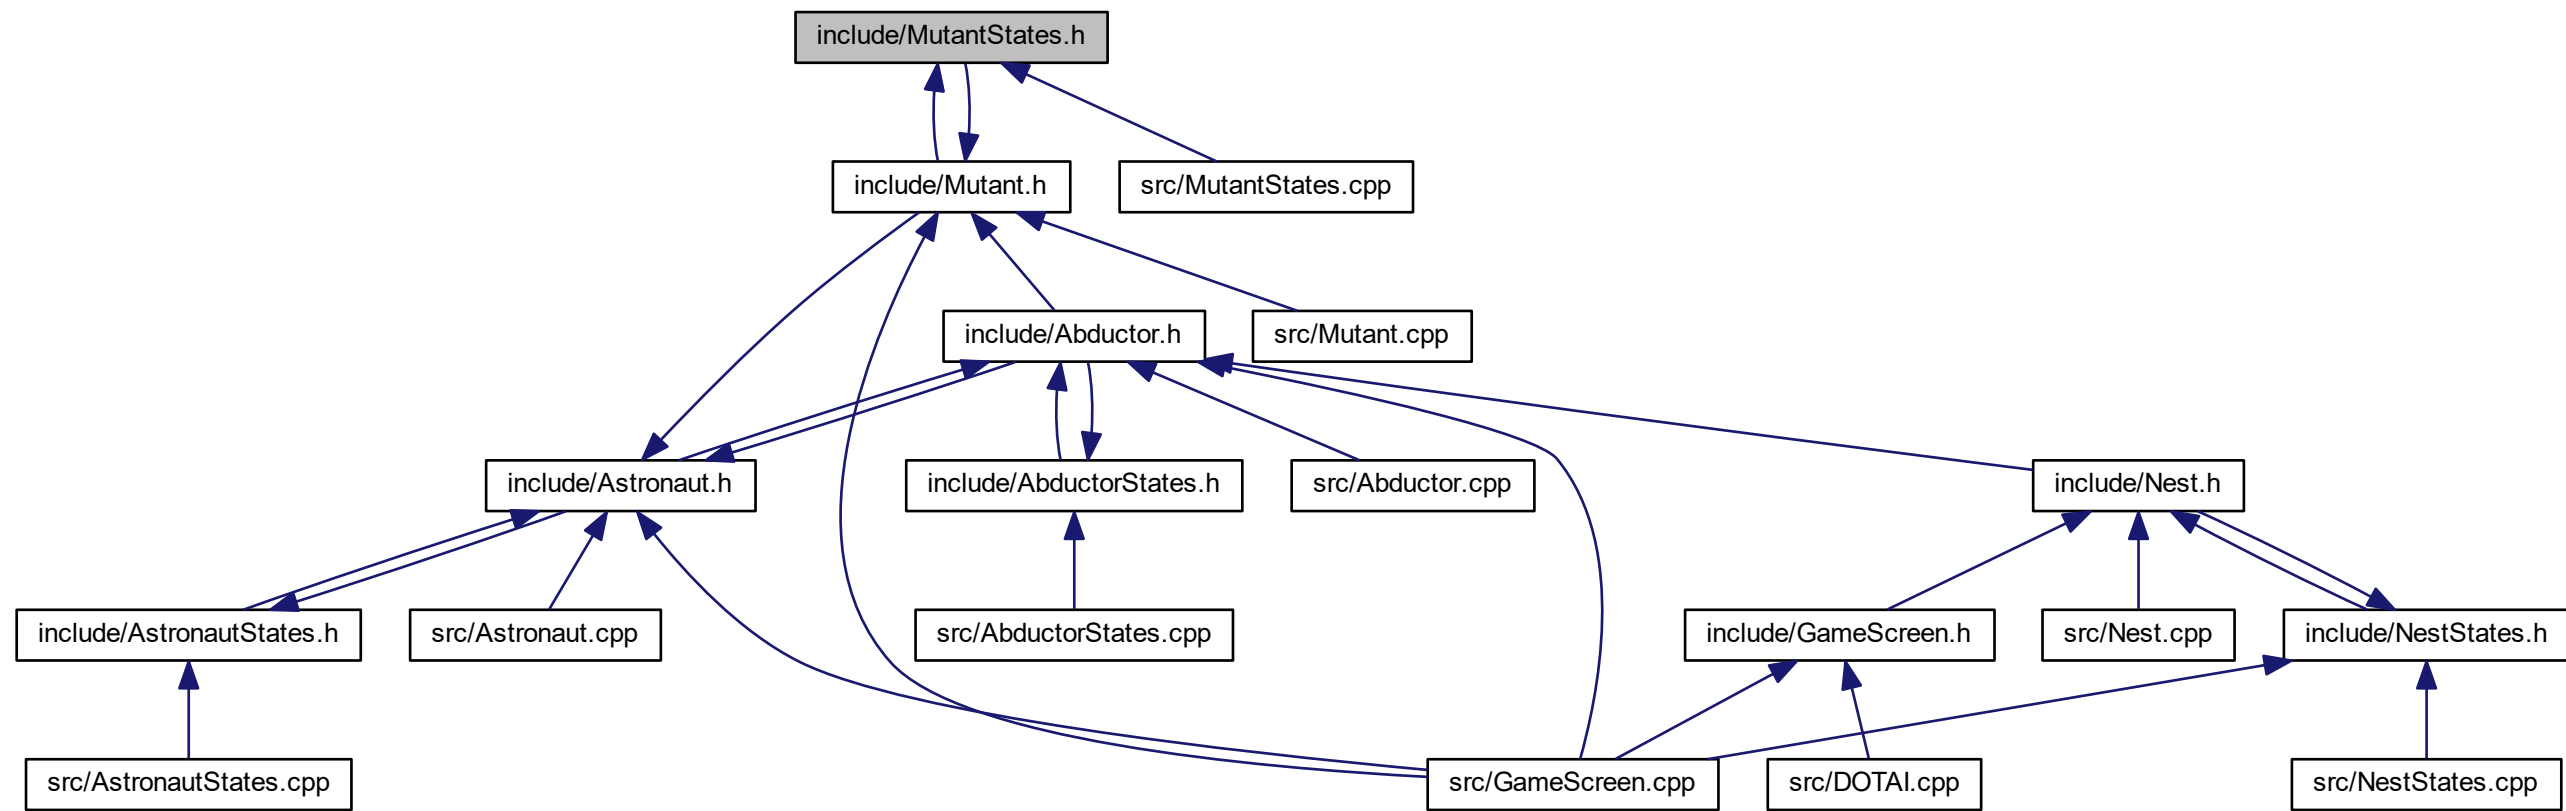 include/MutantStates.h
include/Mutant.h
src/MutantStates.cpp
include/Abductor.h
src/Mutant.cpp
include/Astronaut.h
include/AbductorStates.h
src/Abductor.cpp
include/Nest.h
include/AstronautStates.h
src/Astronaut.cpp
src/AbductorStates.cpp
include/GameScreen.h
src/Nest.cpp
include/NestStates.h
src/AstronautStates.cpp
src/GameScreen.cpp
src/DOTAI.cpp
src/NestStates.cpp